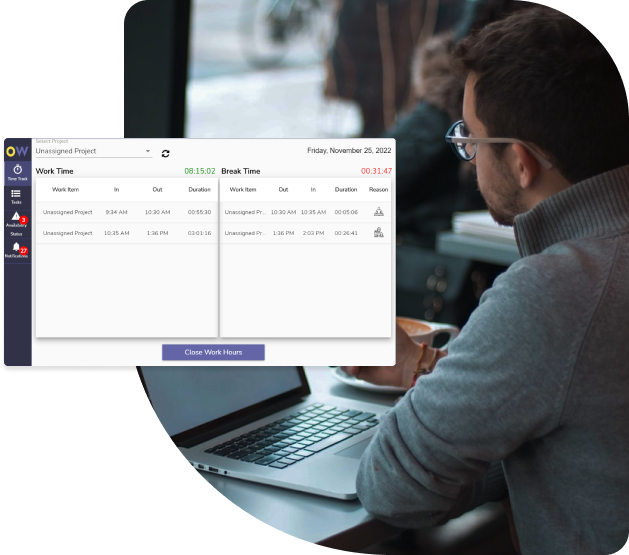 Select Project
OW
Unassigned Project
Friday, November 25, 2022
Time Track
Work Time 08:15:02 Break Time 00:31:47
Work Item In Out Duration Work Item Out In Duration Reason
Tasks
Unassigned Project 9:34 AM 10:30 AM 00:55:30 Unassigned Pr... 10:30 AM 10:35 AM 00:05:06
3
Availability
Status
Unassigned Project 10:35 AM 1:36 PM 03:01:16 Unassigned Pr... 1:36 PM 2:03 PM 00:26:41
27
Notifications
Close Work Hours